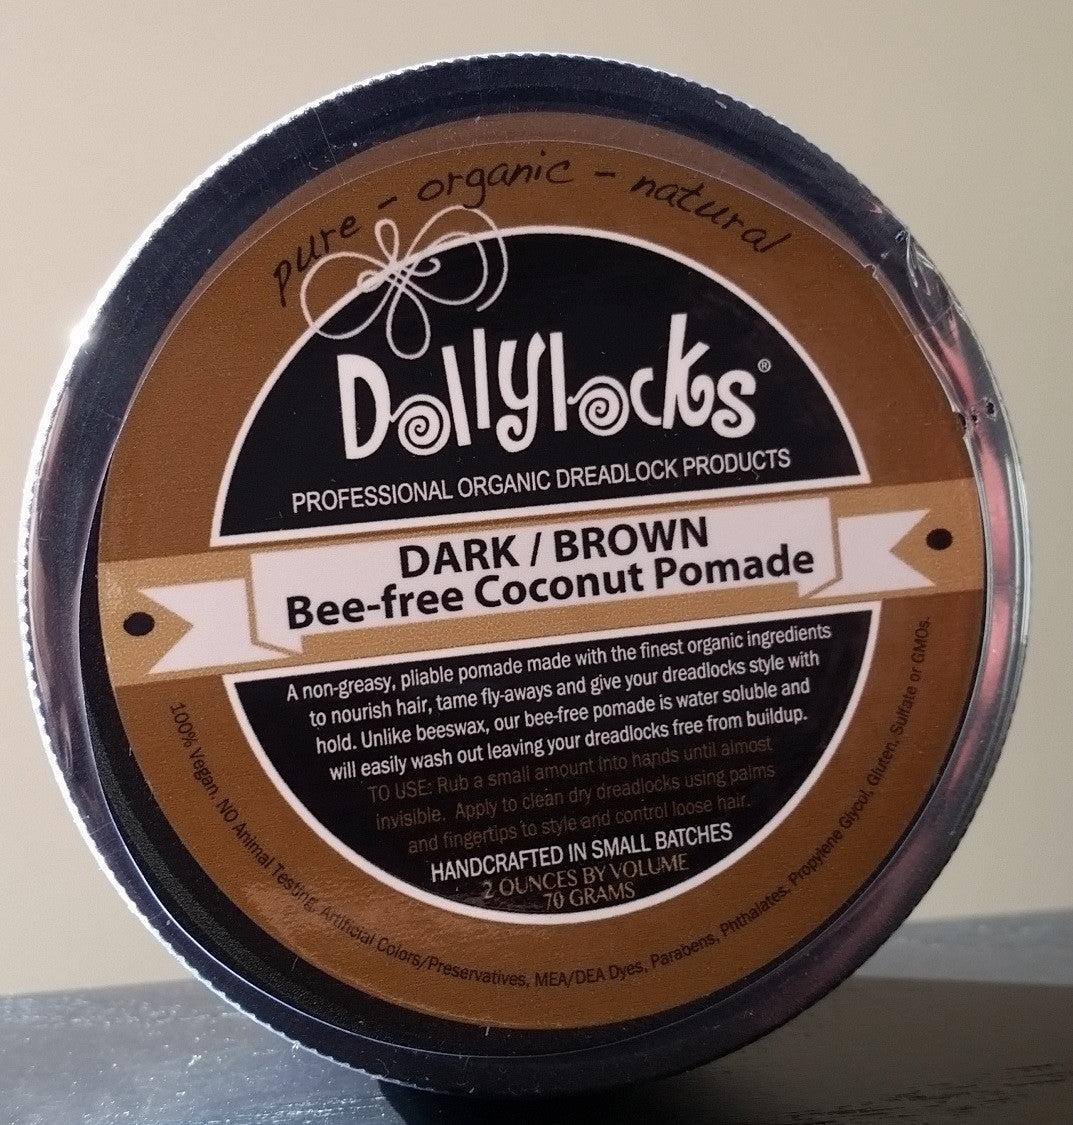 pure - organic - natural
Dollylocks®
PROFESSIONAL ORGANIC DREADLOCK PRODUCTS
DARK / BROWN
Bee-free Coconut Pomade
A non-greasy, pliable pomade made with the finest organic ingredients
to nourish hair, tame fly-aways and give your dreadlocks style with
hold. Unlike beeswax, our bee-free pomade is water soluble and
will easily wash out leaving your dreadlocks free from buildup.
TO USE: Rub a small amount into hands until almost
invisible. Apply to clean dry dreadlocks using palms
and fingertips to style and control loose hair.
HANDCRAFTED IN SMALL BATCHES
2 OUNCES BY VOLUME
70 GRAMS
100% Vegan. NO Animal Testing, Artificial Colors/Preservatives, MEA/DEA Dyes, Parabens, Phthalates, Propylene Glycol, Gluten, Sulfate or GMOs.